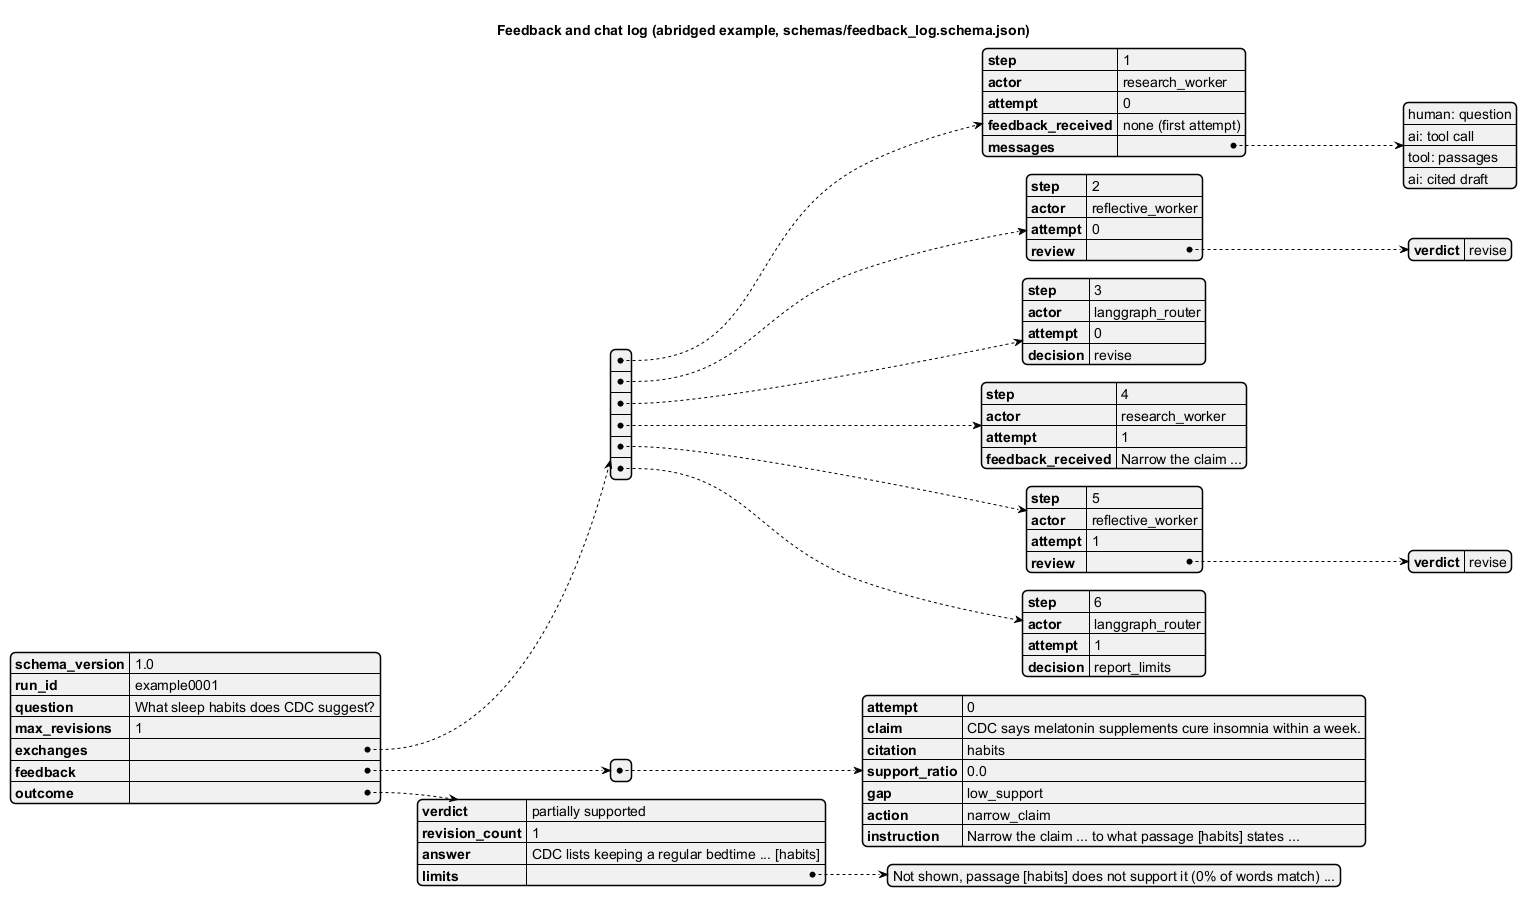 Feedback and chat log (abridged example, schemas/feedback_log.schema.json)
step 1
actor research_worker
attempt 0
feedback_received none (first attempt)
messages
human: question
ai: tool call
tool: passages
ai: cited draft
step 2
actor reflective_worker
attempt 0
review
verdict revise
step 3
actor langgraph_router
attempt 0
decision revise
step 4
actor research_worker
attempt 1
feedback_received Narrow the claim ...
step 5
actor reflective_worker
attempt 1
review
verdict revise
step 6
actor langgraph_router
attempt 1
decision report_limits
schema_version 1.0
run_id example0001
question What sleep habits does CDC suggest?
max_revisions 1
exchanges
feedback
outcome
attempt 0
claim CDC says melatonin supplements cure insomnia within a week.
citation habits
support_ratio 0.0
gap low_support
action narrow_claim
instruction Narrow the claim ... to what passage [habits] states ...
verdict partially supported
revision_count 1
answer CDC lists keeping a regular bedtime ... [habits]
limits
Not shown, passage [habits] does not support it (0% of words match) ...